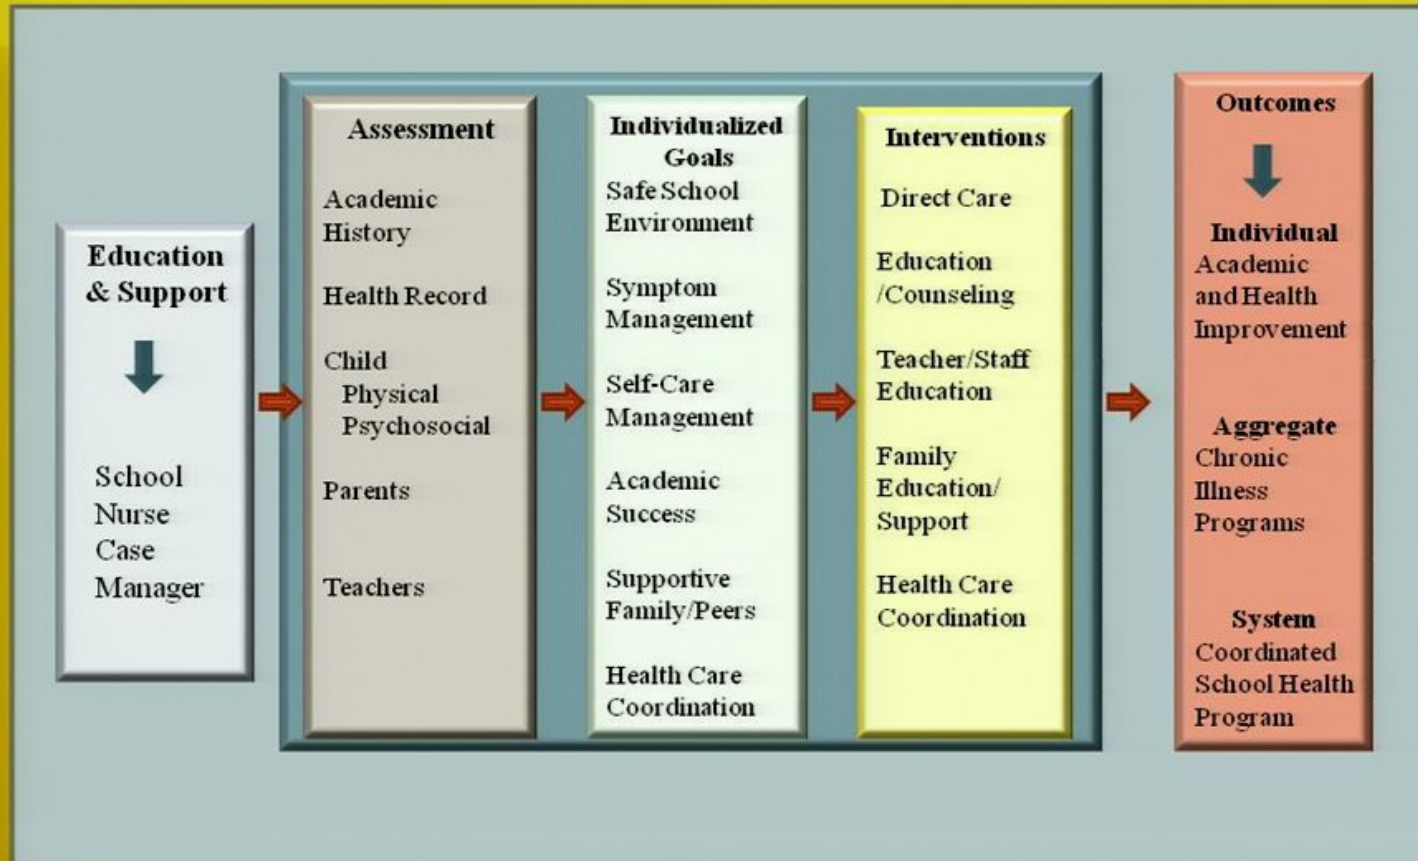 Education
& Support
School
Nurse
Case
Manager
Assessment
Academic
History
Health Record
Child
Physical
Psychosocial
Parents
Teachers
Individualized
Goals
Safe School
Environment
Symptom
Management
Self-Care
Management
Academic
Success
Supportive
Family/Peers
Health Care
Coordination
Interventions
Direct Care
Education
/Counseling
Teacher/Staff
Education
Family
Education/
Support
Health Care
Coordination
Outcomes
Individual
Academic
and Health
Improvement
Aggregate
Chronic
Illness
Programs
System
Coordinated
School Health
Program